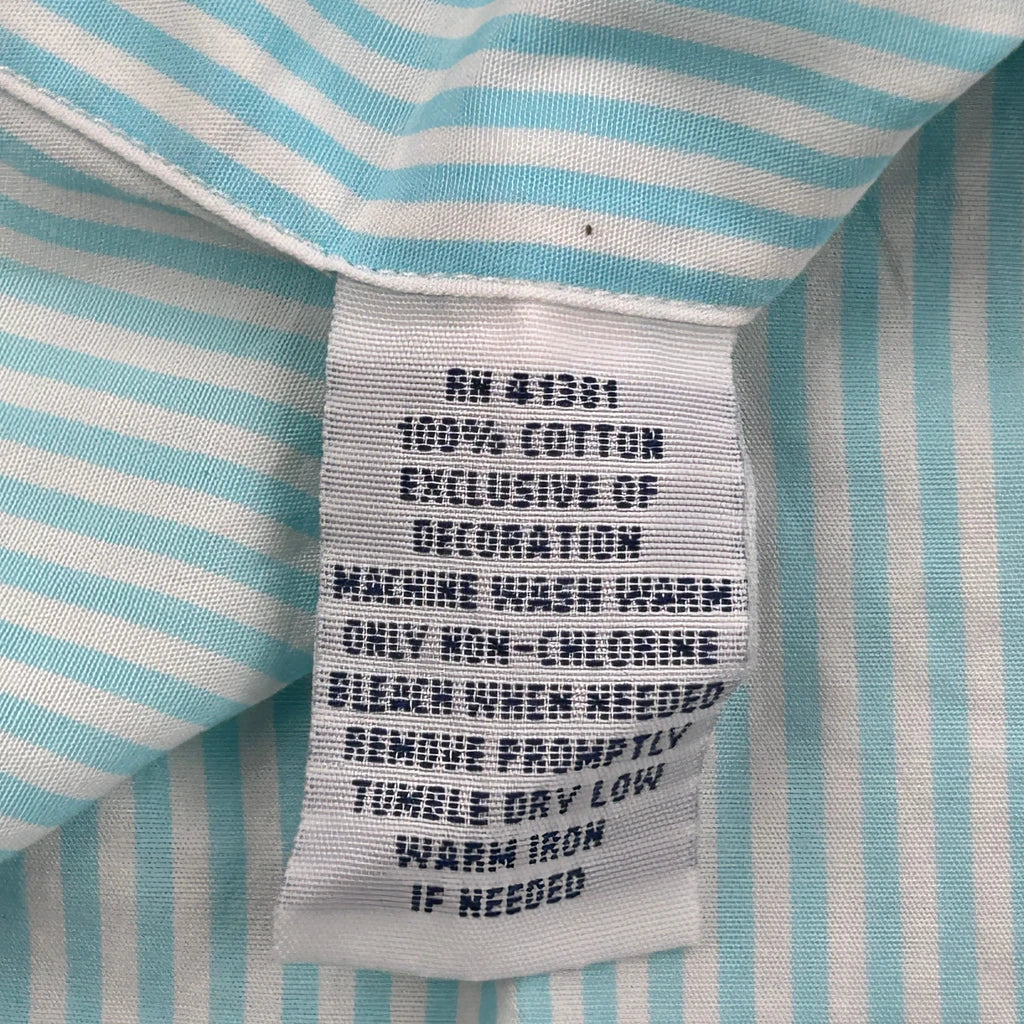 RN 41381
100% COTTON
EXCLUSIVE OF
DECORATION
MACHINE WASH WARM
ONLY NON-CHLORINE
BLEACH WHEN NEEDED
REMOVE PROMPTLY
TUMBLE DRY LOW
WARM IRON
IF NEEDED